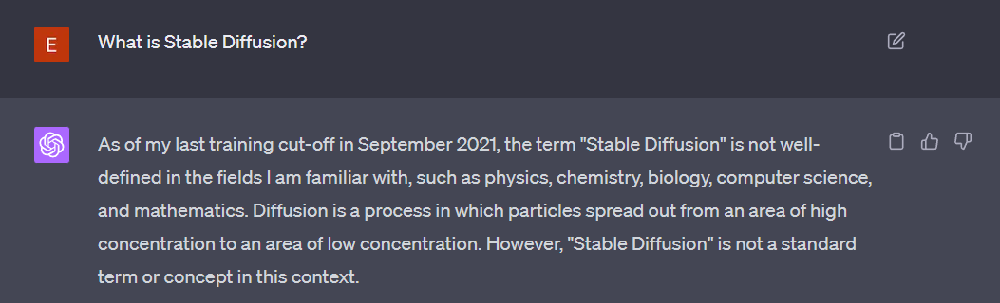 E
What is Stable Diffusion?
As of my last training cut-off in September 2021, the term "Stable Diffusion" is not well-
defined in the fields I am familiar with, such as physics, chemistry, biology, computer science,
and mathematics. Diffusion is a process in which particles spread out from an area of high
concentration to an area of low concentration. However, "Stable Diffusion" is not a standard
term or concept in this context.